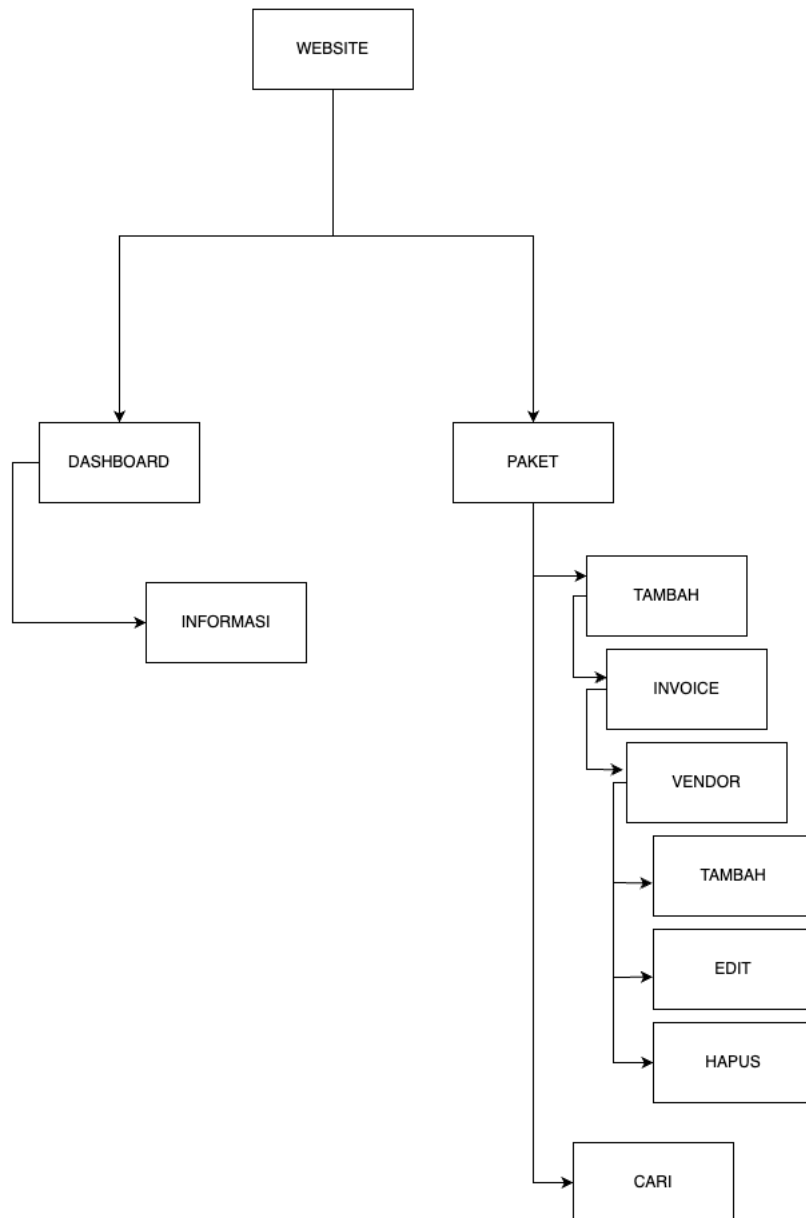 WEBSITE
DASHBOARD
PAKET
INFORMASI
TAMBAH
INVOICE
VENDOR
TAMBAH
EDIT
HAPUS
CARI